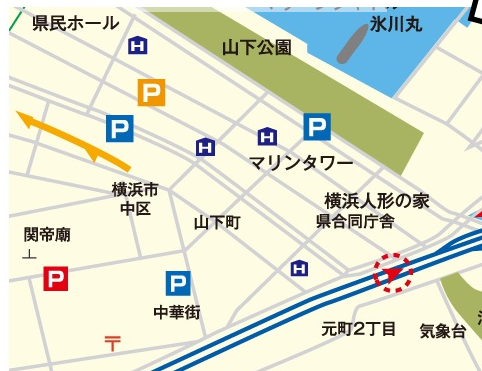 県民ホール
氷川丸
山下公園
H
P
P
P
H
H
マリンタワー
横浜市
中区
横浜人形の家
県合同庁舎
山下町
関帝廟
P
H
P
中華街
〒
元町2丁目
気象台